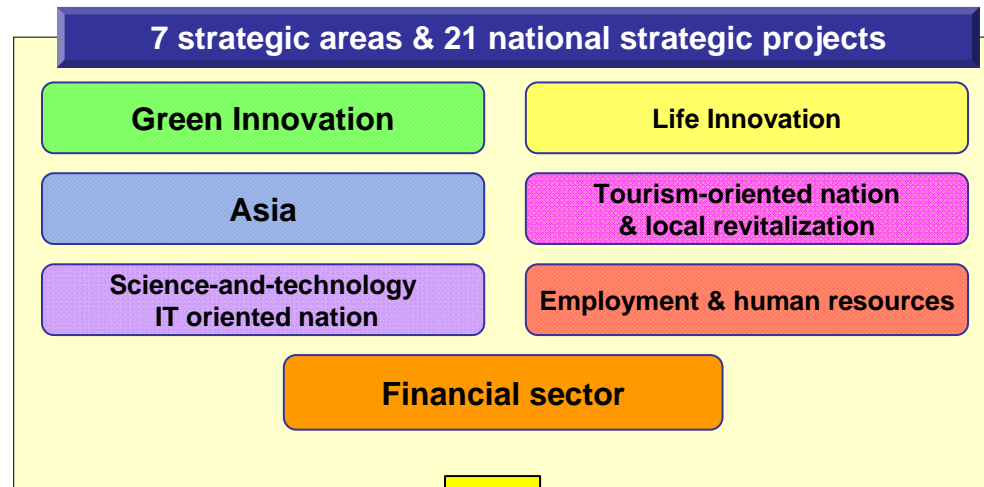 7 strategic areas & 21 national strategic projects
Green Innovation
Life Innovation
Asia
Tourism-oriented nation
& local revitalization
Science-and-technology
IT oriented nation
Employment & human resources
Financial sector